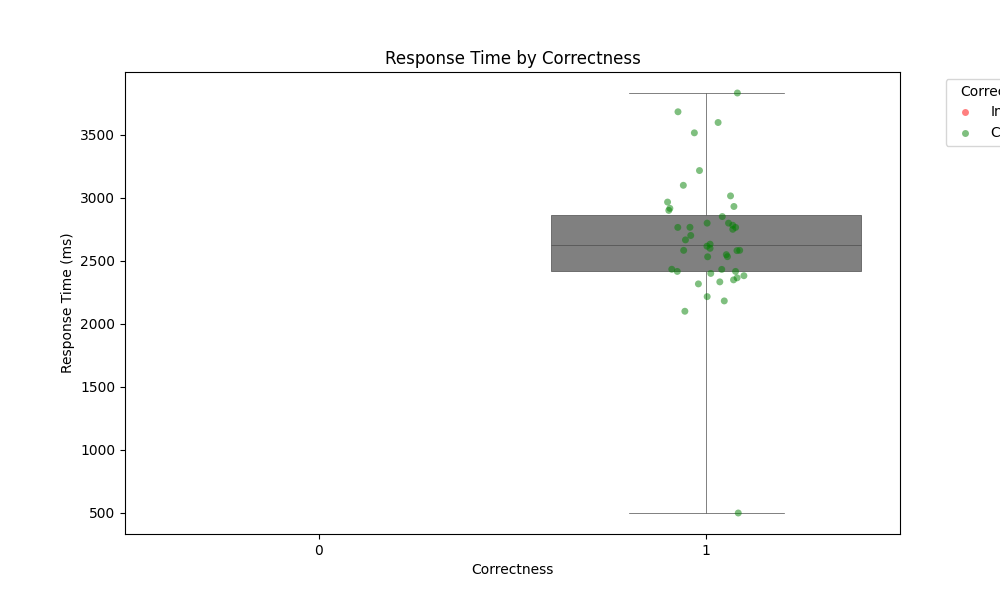 Response Time by Correctness
Correc
In
C
3500
3000
2500
2000
1500
1000
500
Response Time (ms)
0 1
Correctness